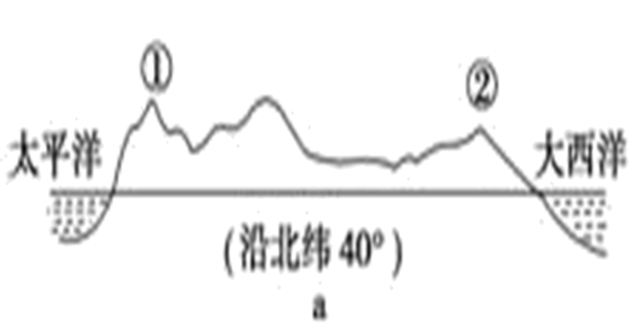 ① ②
太平洋 大西洋
(沿北纬 40°)
a